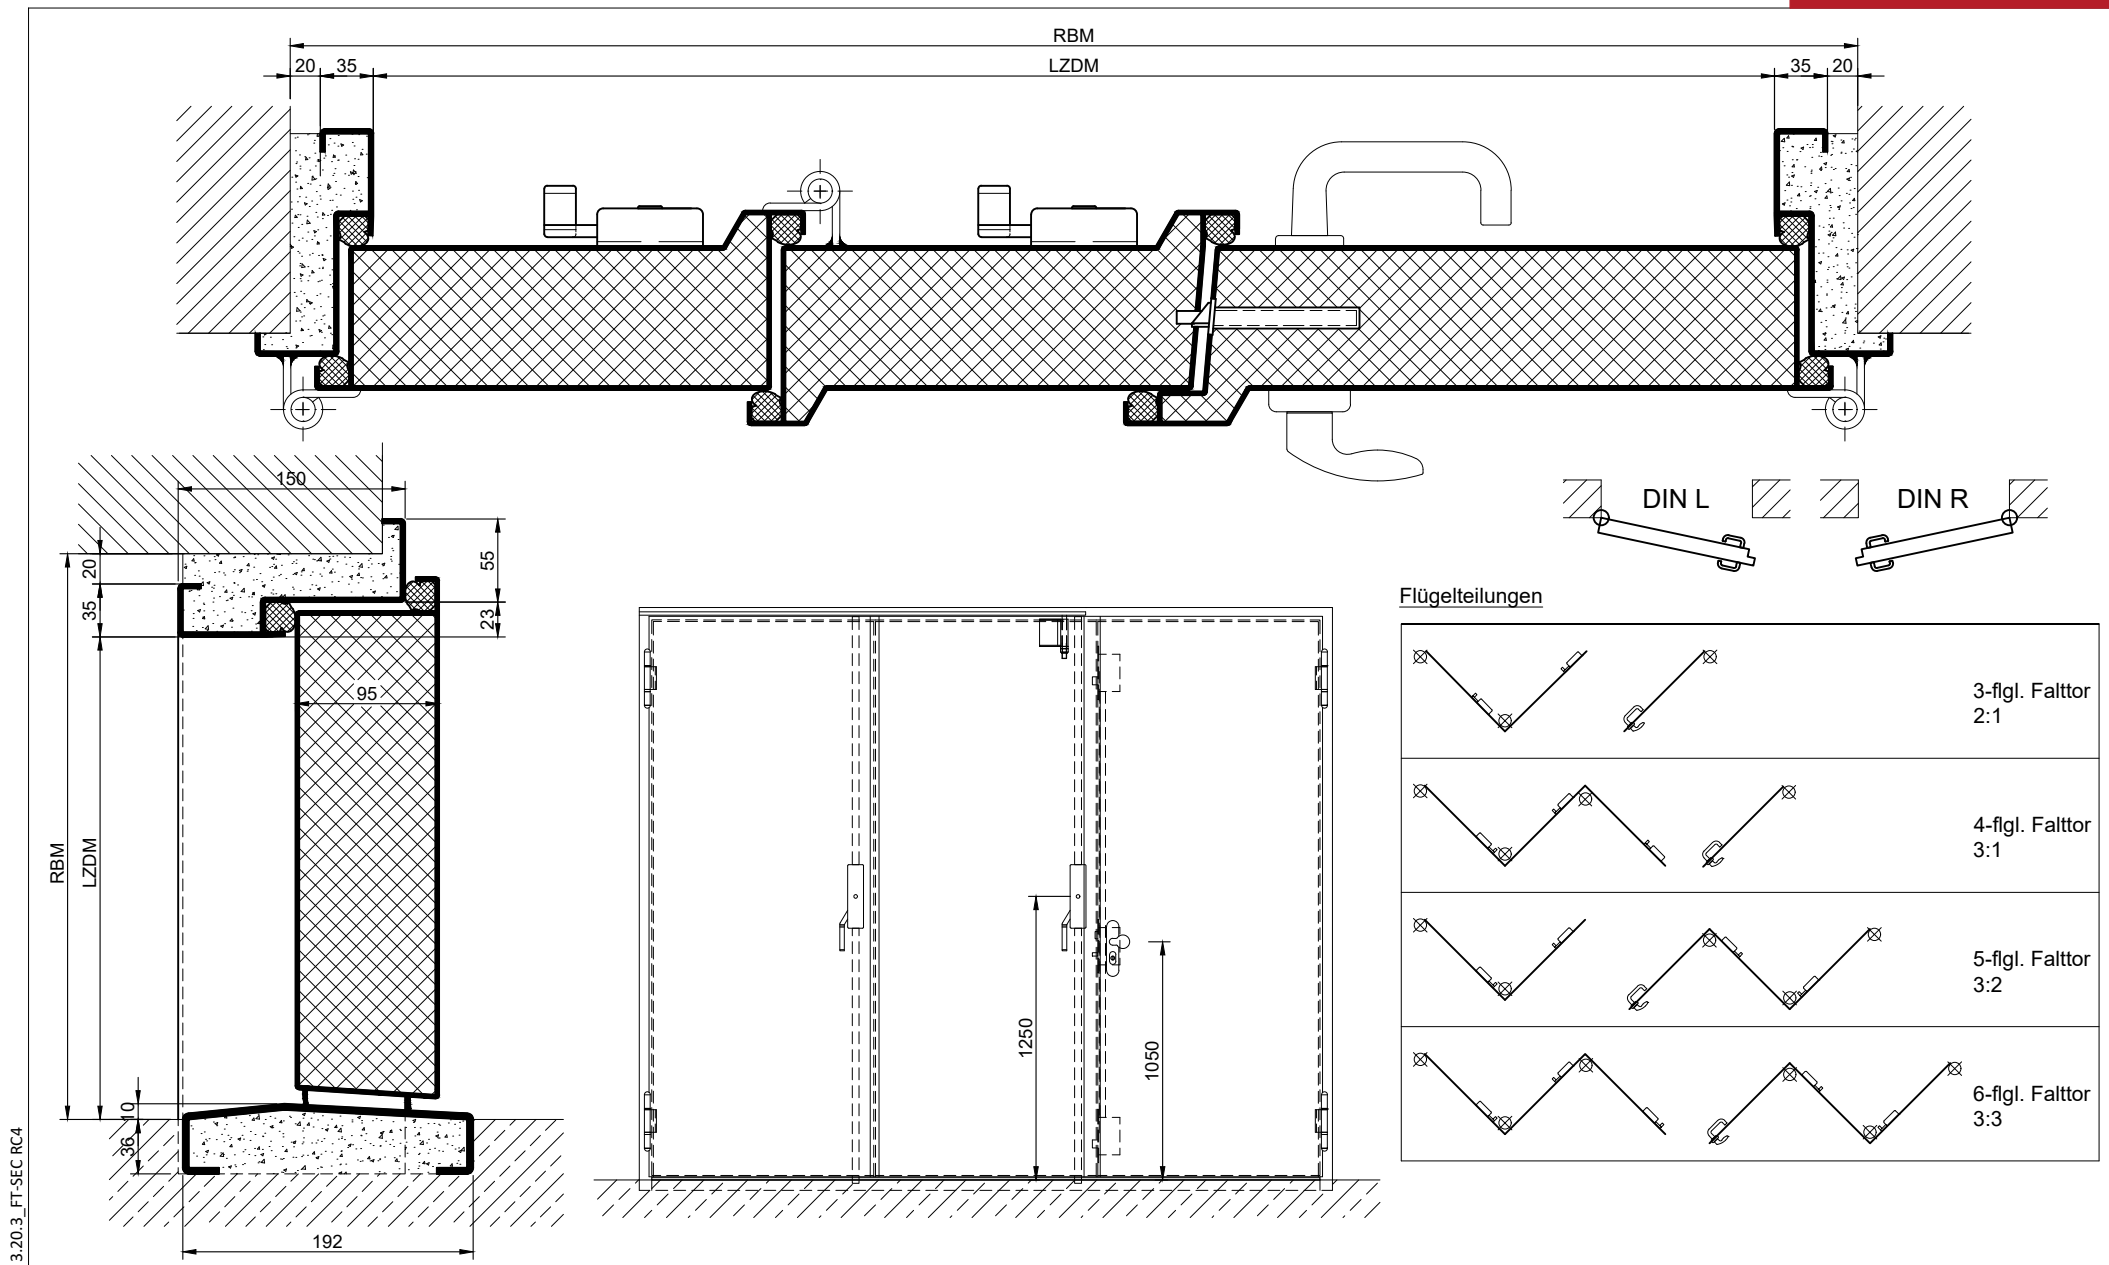 RBM
20 35 LZDM 35 20
150
20
35
55
23
95
RBM
LZDM
10
36
192
1250
1050
DIN L
DIN R
Flügelteilungen
3-flgl. Falttor
2:1
4-flgl. Falttor
3:1
5-flgl. Falttor
3:2
6-flgl. Falttor
3:3
3.20.3_FT-SEC RC4